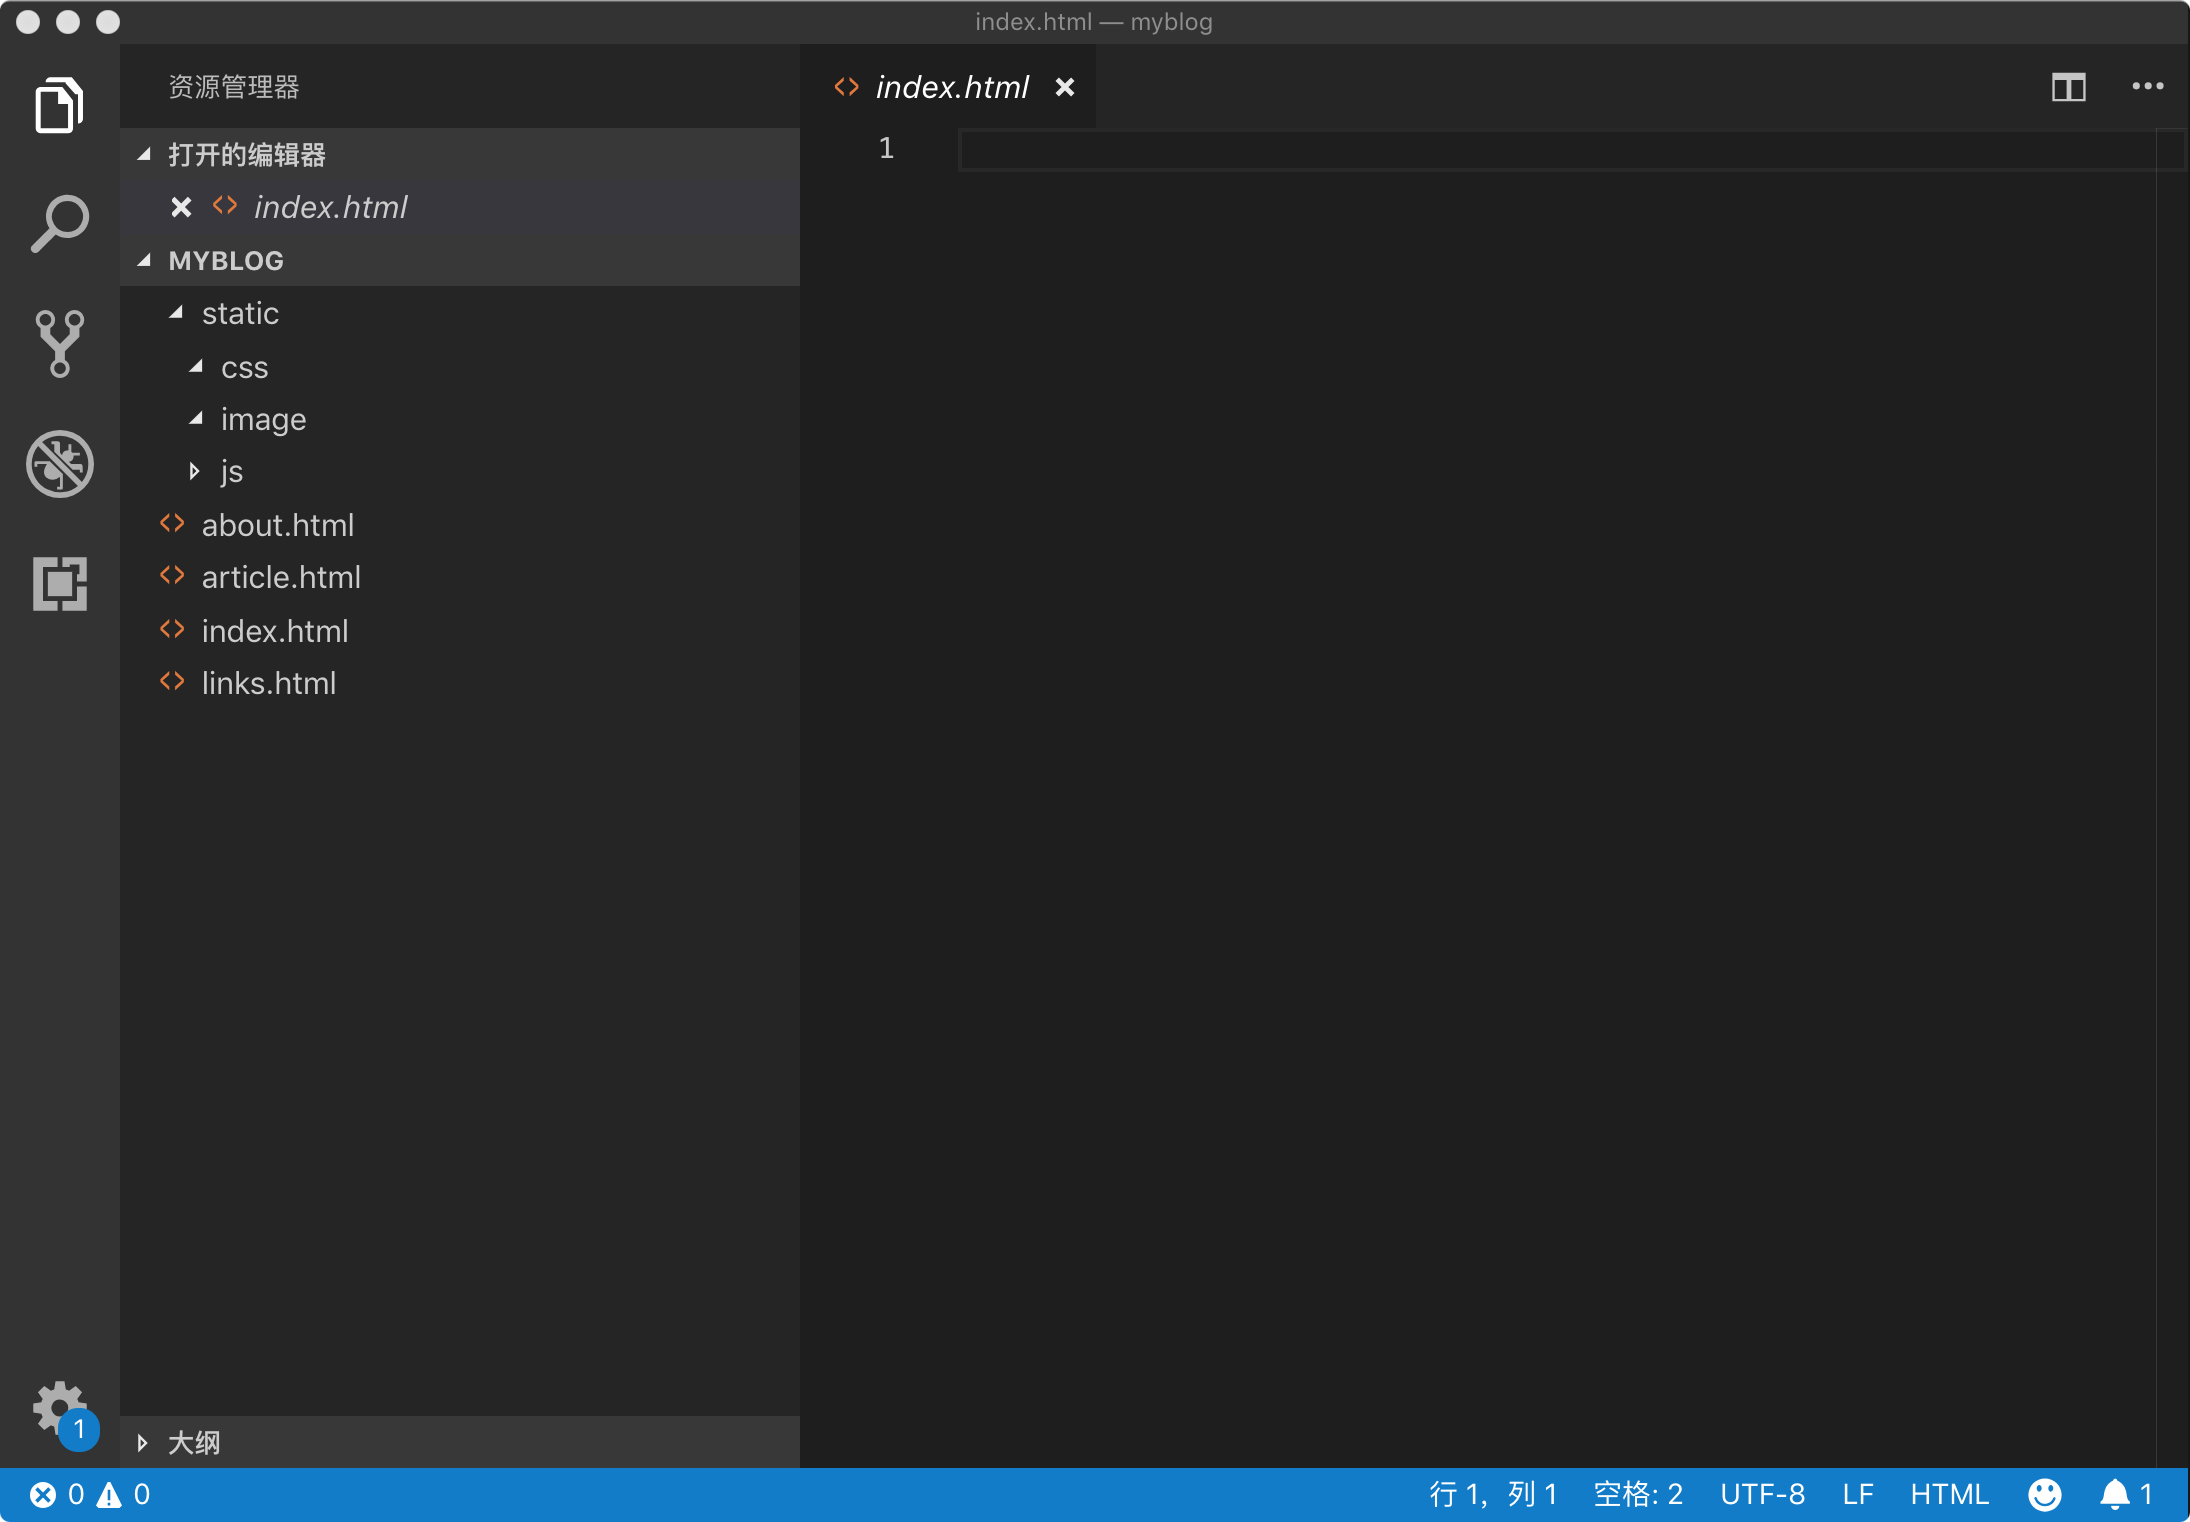 index.html — myblog
资源管理器
打开的编辑器
index.html
MYBLOG
static
css
image
js
about.html
article.html
index.html
links.html
大纲
1
index.html
1
0 0
行 1, 列 1 空格: 2 UTF-8 LF HTML 1